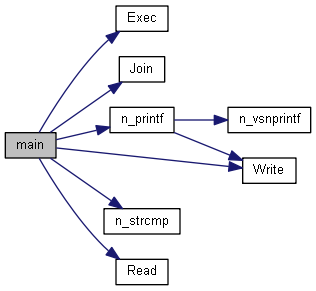 Exec
Join
n_printf
n_vsnprintf
main
Write
n_strcmp
Read